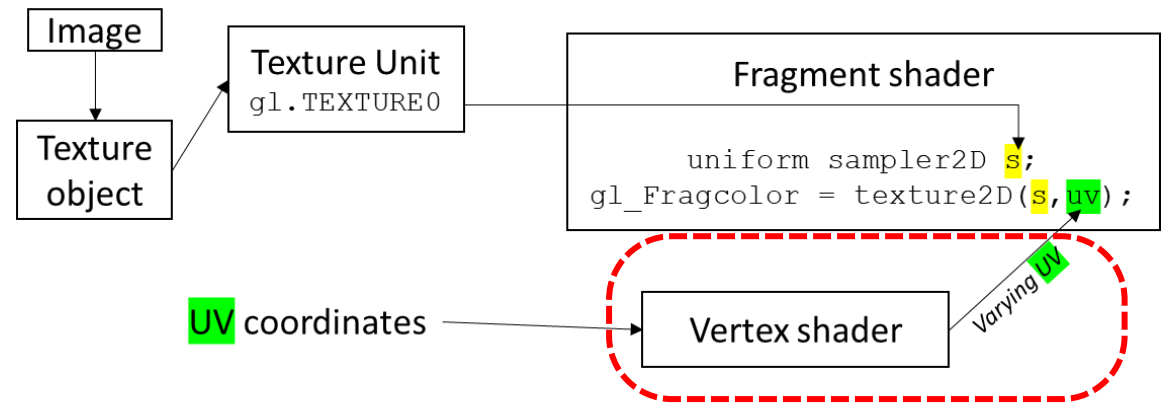 Image
Texture Unit
gl.TEXTURE0
Texture
object
Fragment shader
uniform sampler2D s;
gl_Fragcolor = texture2D(s,uv);
UV coordinates
Vertex shader
Varying UV